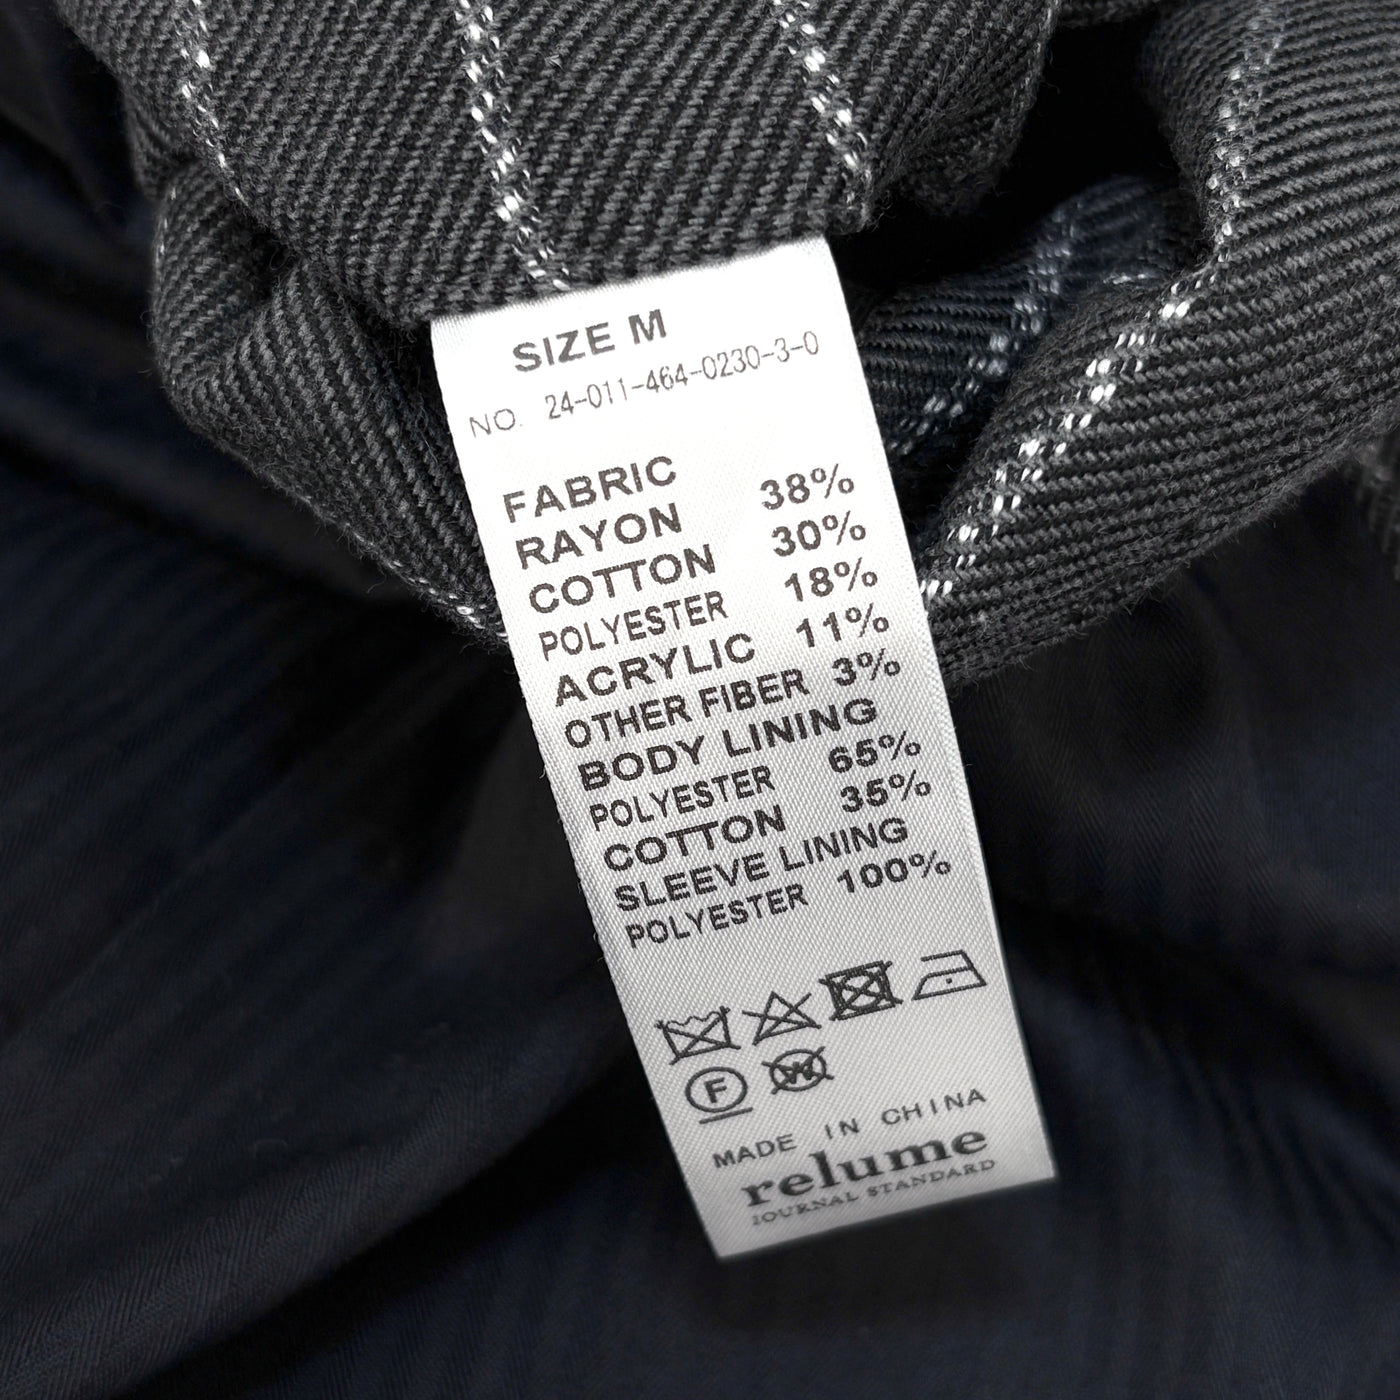 SIZE M
NO. 24-011-464-0230-3-0
FABRIC
RAYON 38%
COTTON 30%
POLYESTER 18%
ACRYLIC 11%
OTHER FIBER 3%
BODY LINING
POLYESTER 65%
COTTON 35%
SLEEVE LINING
POLYESTER 100%
F W
MADE IN CHINA
relume
JOURNAL STANDARD